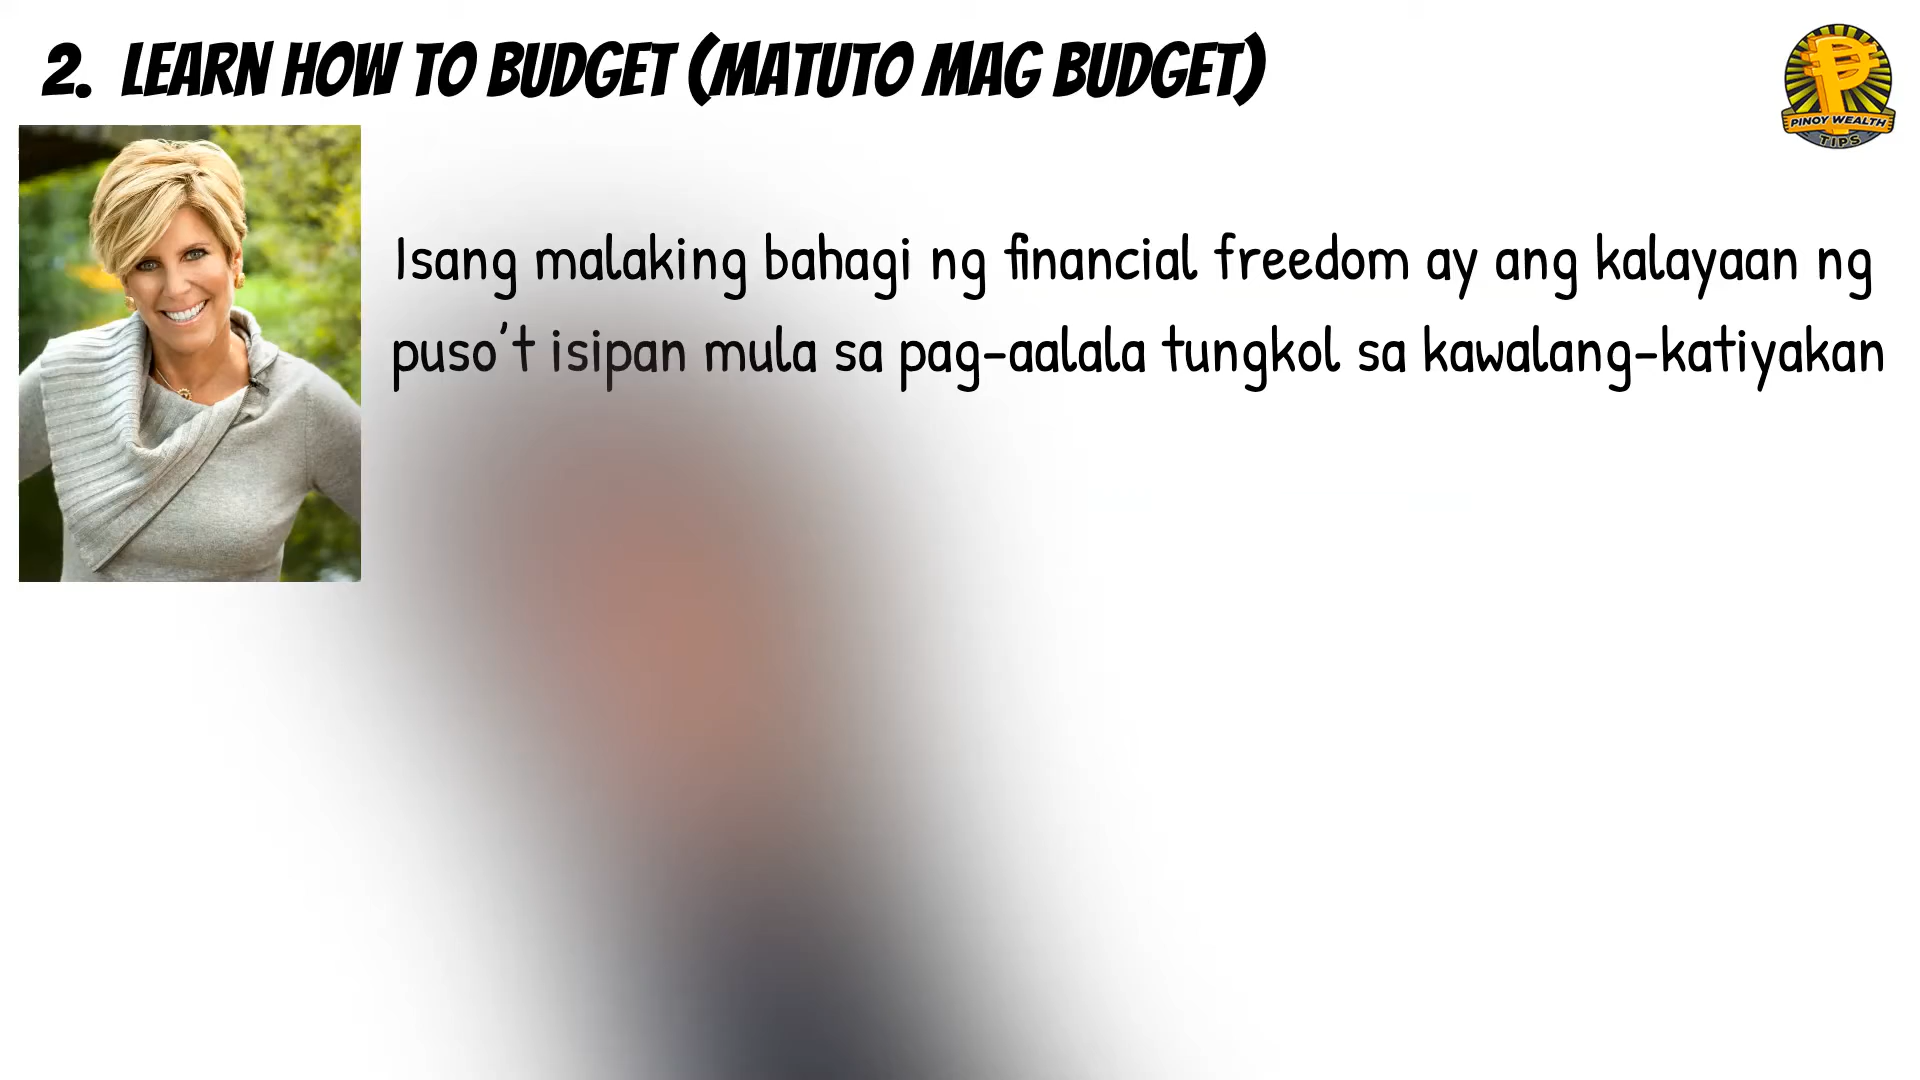 2. LEARN HOW TO BUDGET (MATUTO MAG BUDGET)
PINOY WEALTH
TIPS
Isang malaking bahagi ng financial freedom ay ang kalayaan ng
puso't isipan mula sa pag-aalala tungkol sa kawalang-katiyakan